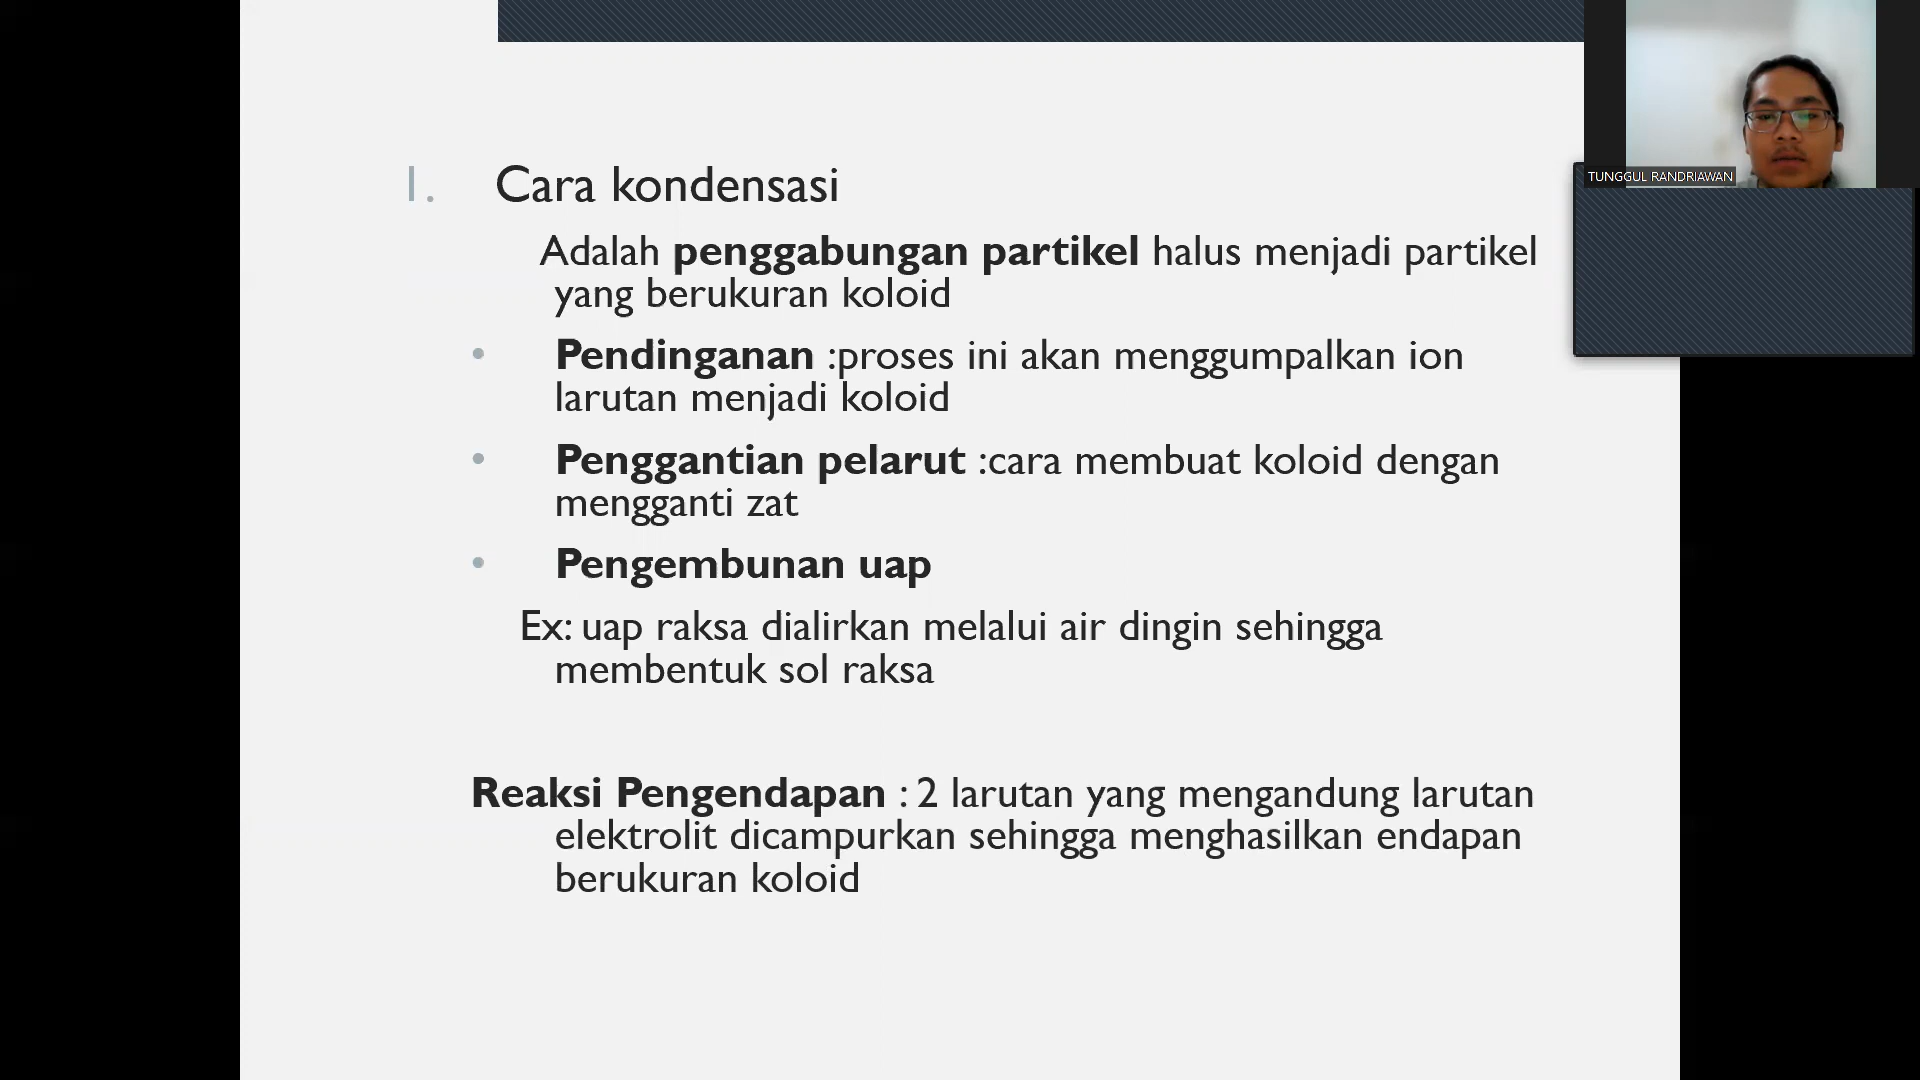 TUNGGUL RANDRIAWAN
1. Cara kondensasi
Adalah penggabungan partikel halus menjadi partikel
yang berukuran koloid
• Pendinganan :proses ini akan menggumpalkan ion
larutan menjadi koloid
• Penggantian pelarut :cara membuat koloid dengan
mengganti zat
• Pengembunan uap
Ex: uap raksa dialirkan melalui air dingin sehingga
membentuk sol raksa
Reaksi Pengendapan : 2 larutan yang mengandung larutan
elektrolit dicampurkan sehingga menghasilkan endapan
berukuran koloid